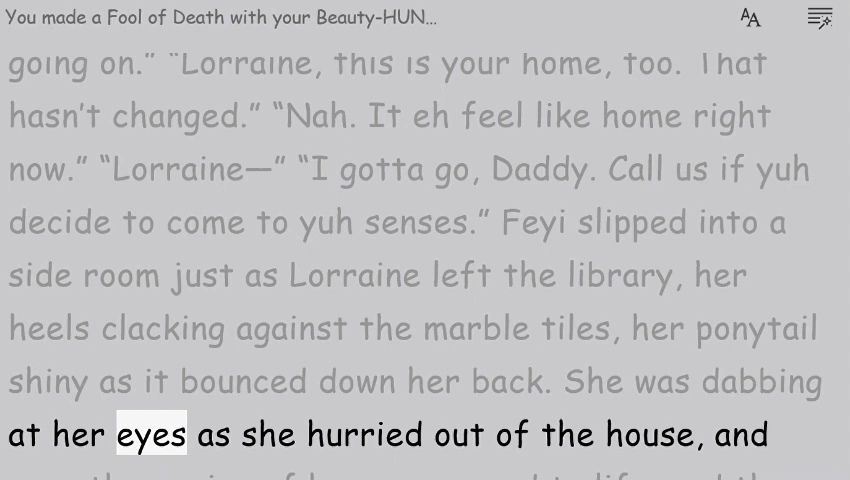 You made a Fool of Death with your Beauty-HUN...
AA
going on.” “Lorraine, this is your home, too. That
hasn’t changed.” “Nah. It eh feel like home right
now.” “Lorraine—” “I gotta go, Daddy. Call us if yuh
decide to come to yuh senses.” Feyi slipped into a
side room just as Lorraine left the library, her
heels clacking against the marble tiles, her ponytail
shiny as it bounced down her back. She was dabbing
at her eyes as she hurried out of the house, and